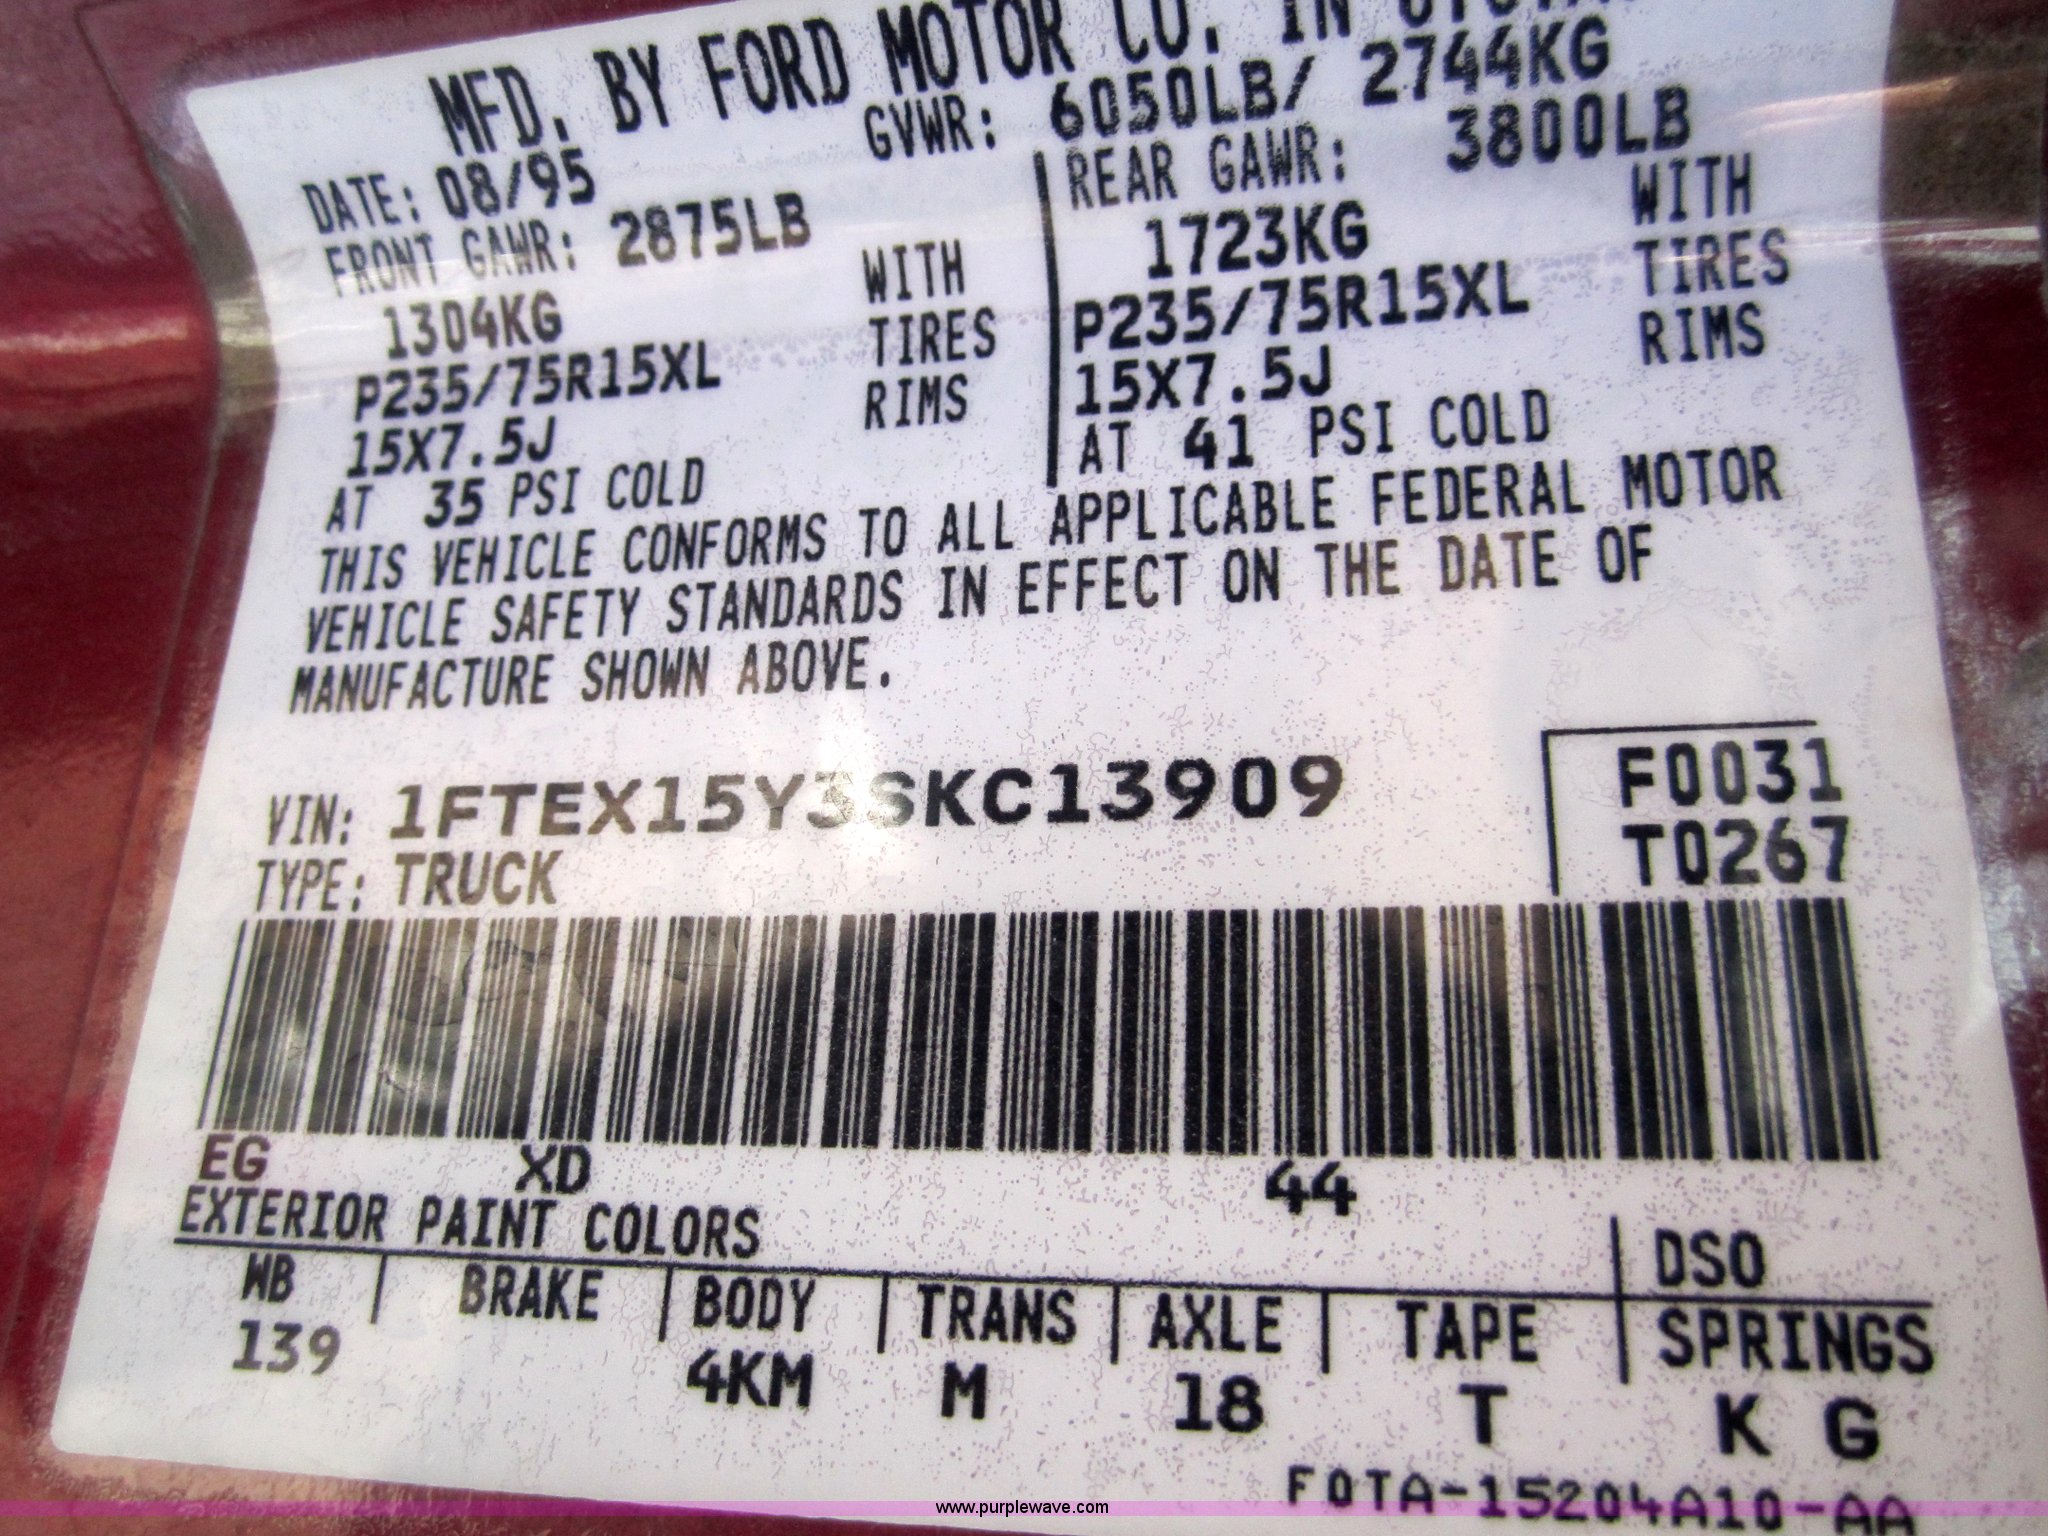 MFD. BY FORD MOTOR CO. IN
GVWR: 6050LB/ 2744KG
DATE: 08/95
FRONT GAWR: 2875LB
1304KG
P235/75R15XL
15X7.5J
AT 35 PSI COLD
WITH
TIRES
RIMS
REAR GAWR: 3800LB
1723KG
P235/75R15XL
15X7.5J
AT 41 PSI COLD
WITH
TIRES
RIMS
THIS VEHICLE CONFORMS TO ALL APPLICABLE FEDERAL MOTOR
VEHICLE SAFETY STANDARDS IN EFFECT ON THE DATE OF
MANUFACTURE SHOWN ABOVE.
VIN: 1FTEX15Y3SKC13909
TYPE: TRUCK
F0031
T0267
EG XD 44
EXTERIOR PAINT COLORS DSO
WB BRAKE BODY TRANS AXLE TAPE SPRINGS
139 4KM M 18 T K G
F0TA-15204A10-AA
www.purplewave.com